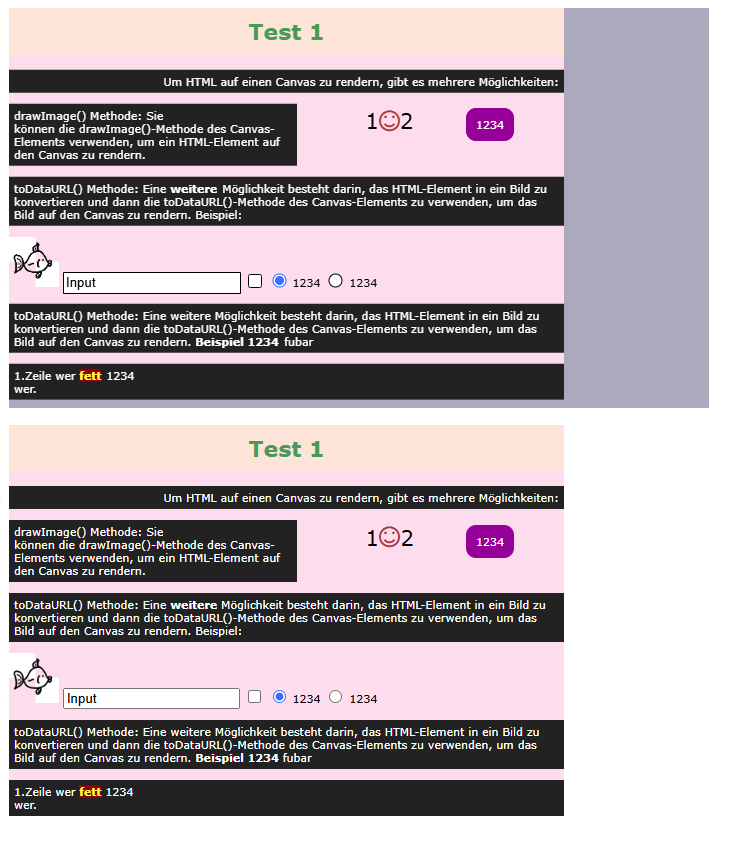 Test 1
Um HTML auf einen Canvas zu rendern, gibt es mehrere Möglichkeiten:
drawImage() Methode: Sie
können die drawImage()-Methode des Canvas-
Elements verwenden, um ein HTML-Element auf
den Canvas zu rendern.
1☺2
1234
toDataURL() Methode: Eine weitere Möglichkeit besteht darin, das HTML-Element in ein Bild zu
konvertieren und dann die toDataURL()-Methode des Canvas-Elements zu verwenden, um das
Bild auf den Canvas zu rendern. Beispiel:
Input 1234 1234
toDataURL() Methode: Eine weitere Möglichkeit besteht darin, das HTML-Element in ein Bild zu
konvertieren und dann die toDataURL()-Methode des Canvas-Elements zu verwenden, um das
Bild auf den Canvas zu rendern. Beispiel 1234 fubar
1.Zeile wer fett 1234
wer.
Test 1
Um HTML auf einen Canvas zu rendern, gibt es mehrere Möglichkeiten:
drawImage() Methode: Sie
können die drawImage()-Methode des Canvas-
Elements verwenden, um ein HTML-Element auf
den Canvas zu rendern.
1☺2
1234
toDataURL() Methode: Eine weitere Möglichkeit besteht darin, das HTML-Element in ein Bild zu
konvertieren und dann die toDataURL()-Methode des Canvas-Elements zu verwenden, um das
Bild auf den Canvas zu rendern. Beispiel:
Input 1234 1234
toDataURL() Methode: Eine weitere Möglichkeit besteht darin, das HTML-Element in ein Bild zu
konvertieren und dann die toDataURL()-Methode des Canvas-Elements zu verwenden, um das
Bild auf den Canvas zu rendern. Beispiel 1234 fubar
1.Zeile wer fett 1234
wer.